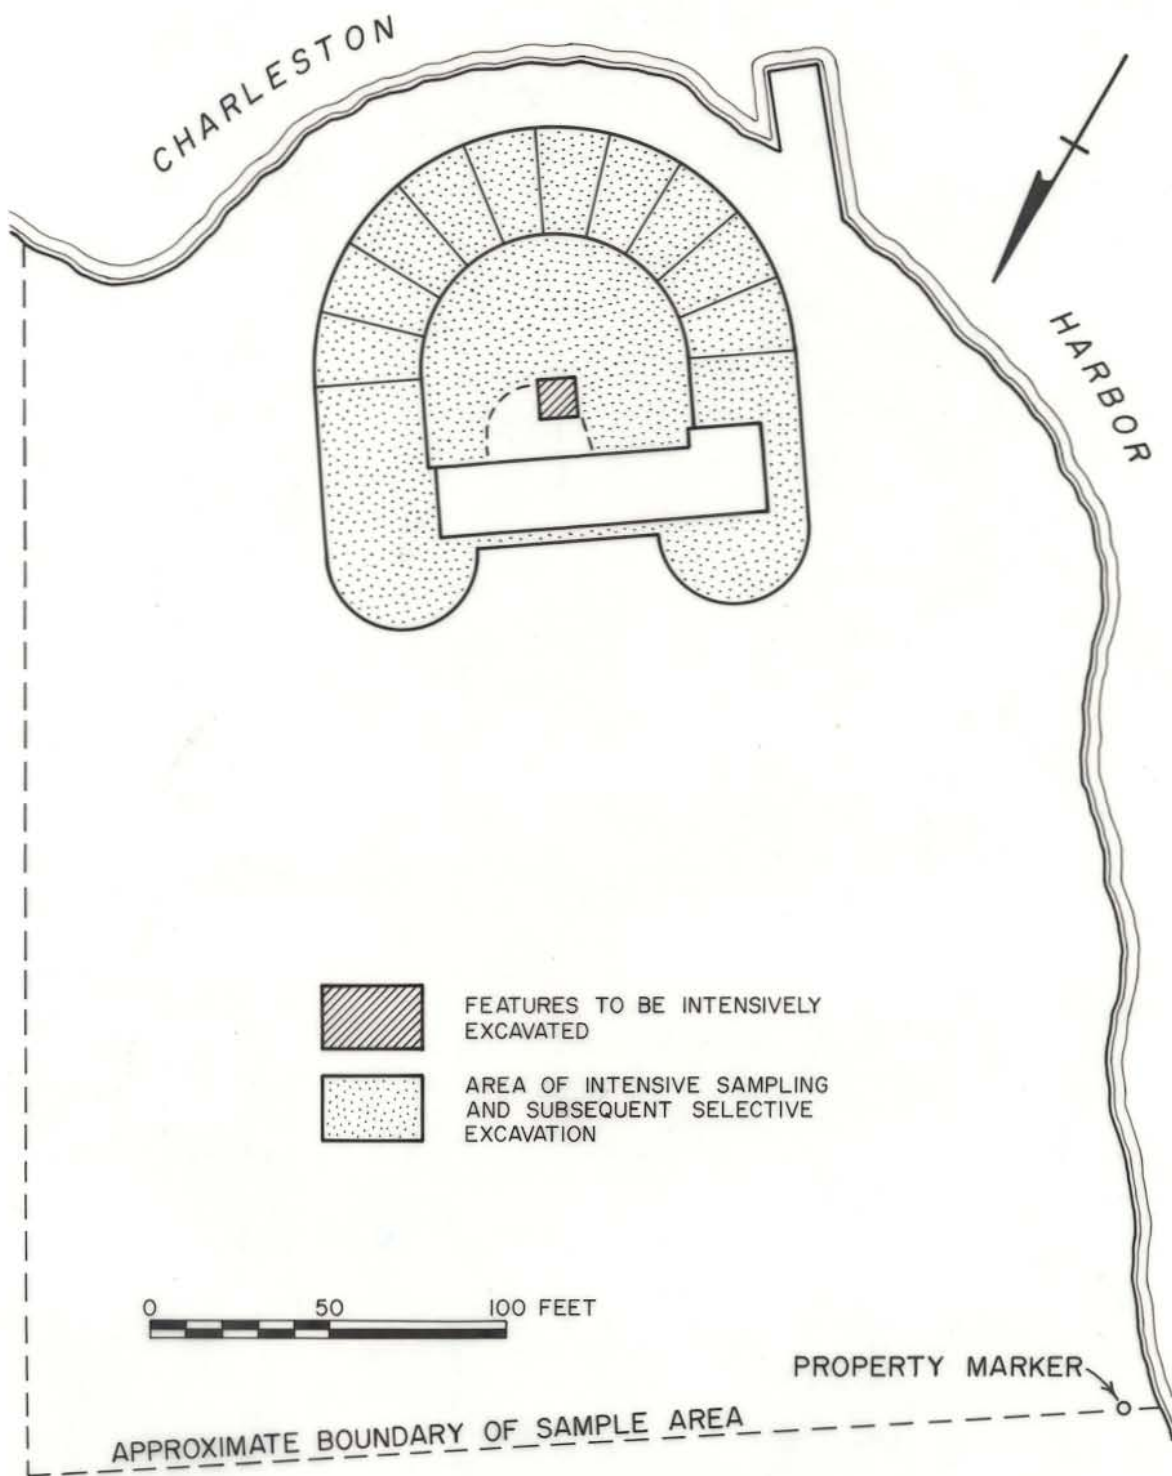 CHARLESTON
HARBOR
FEATURES TO BE INTENSIVELY
EXCAVATED
AREA OF INTENSIVE SAMPLING
AND SUBSEQUENT SELECTIVE
EXCAVATION
0 50 100 FEET
PROPERTY MARKER
APPROXIMATE BOUNDARY OF SAMPLE AREA